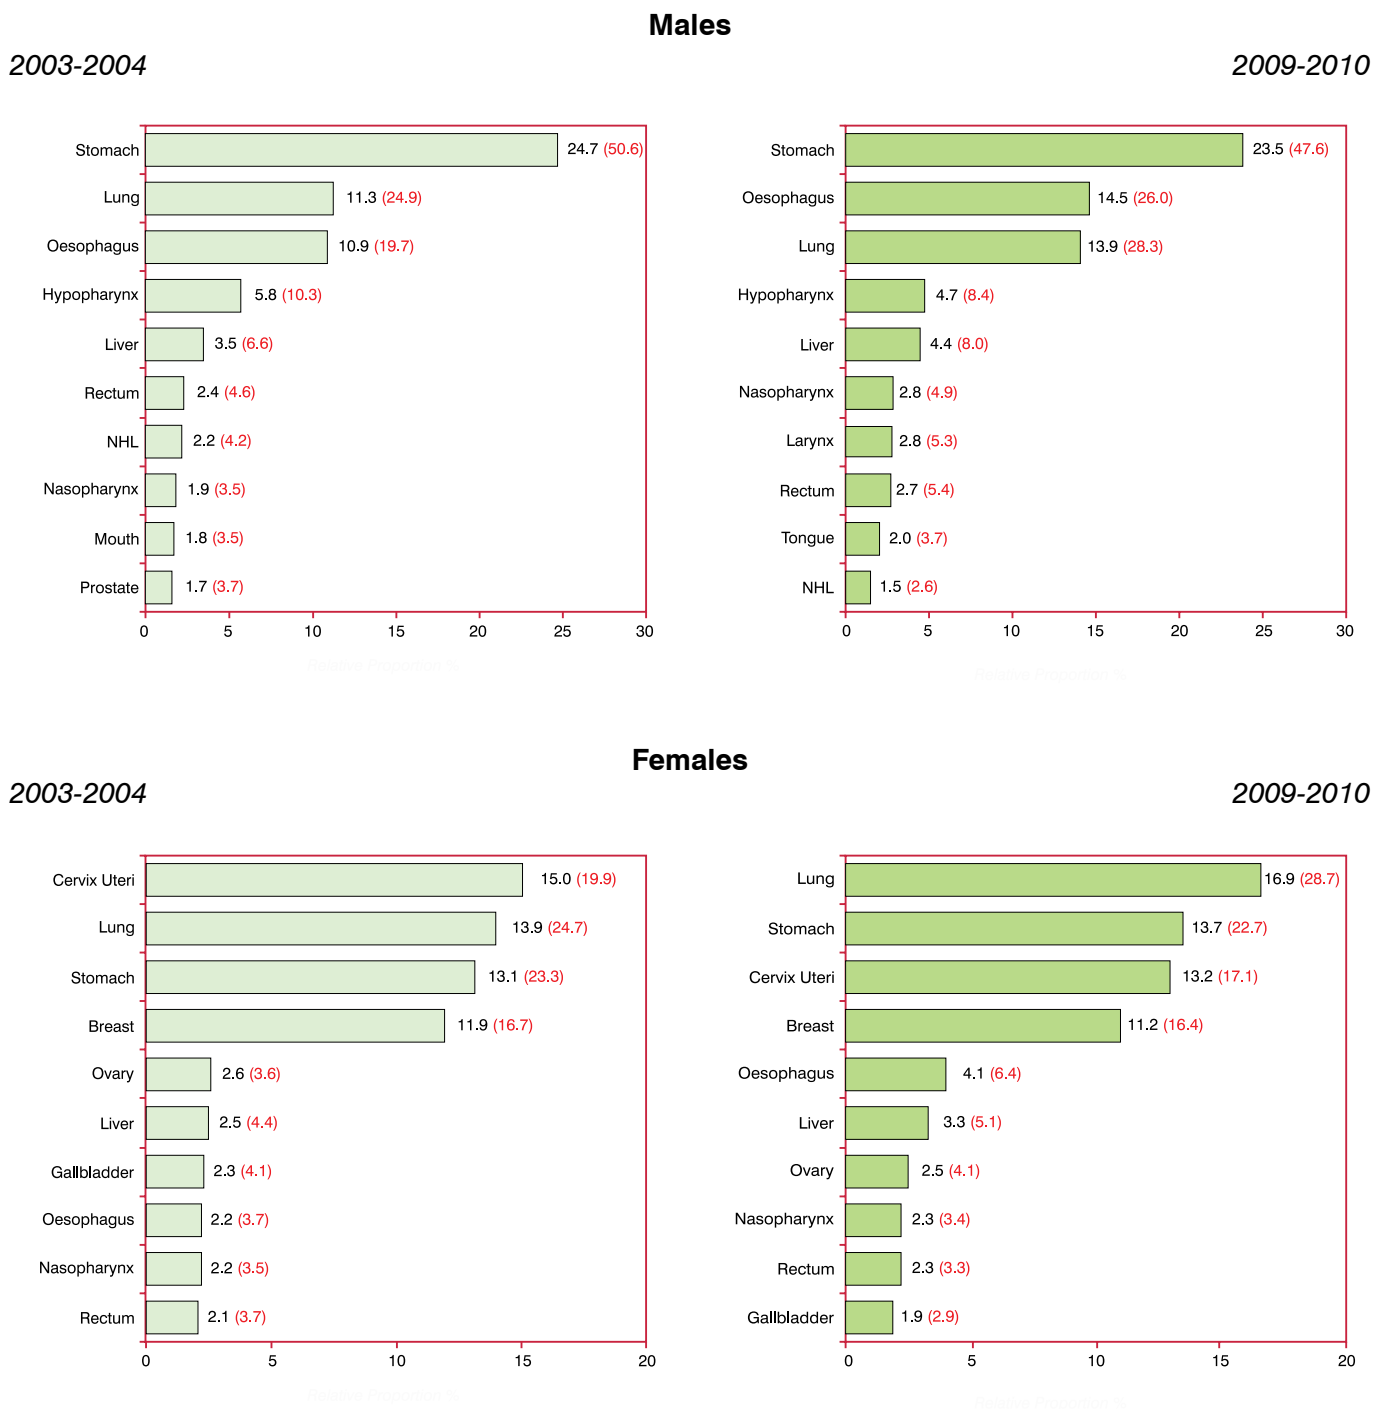 Males
2003-2004
2009-2010
Stomach 24.7 (50.6)
Lung 11.3 (24.9)
Oesophagus 10.9 (19.7)
Hypopharynx 5.8 (10.3)
Liver 3.5 (6.6)
Rectum 2.4 (4.6)
NHL 2.2 (4.2)
Nasopharynx 1.9 (3.5)
Mouth 1.8 (3.5)
Prostate 1.7 (3.7)
0 5 10 15 20 25 30
Relative Proportion %
Stomach 23.5 (47.6)
Oesophagus 14.5 (26.0)
Lung 13.9 (28.3)
Hypopharynx 4.7 (8.4)
Liver 4.4 (8.0)
Nasopharynx 2.8 (4.9)
Larynx 2.8 (5.3)
Rectum 2.7 (5.4)
Tongue 2.0 (3.7)
NHL 1.5 (2.6)
0 5 10 15 20 25 30
Relative Proportion %
Females
2003-2004
2009-2010
Cervix Uteri 15.0 (19.9)
Lung 13.9 (24.7)
Stomach 13.1 (23.3)
Breast 11.9 (16.7)
Ovary 2.6 (3.6)
Liver 2.5 (4.4)
Gallbladder 2.3 (4.1)
Oesophagus 2.2 (3.7)
Nasopharynx 2.2 (3.5)
Rectum 2.1 (3.7)
0 5 10 15 20
Relative Proportion %
Lung 16.9 (28.7)
Stomach 13.7 (22.7)
Cervix Uteri 13.2 (17.1)
Breast 11.2 (16.4)
Oesophagus 4.1 (6.4)
Liver 3.3 (5.1)
Ovary 2.5 (4.1)
Nasopharynx 2.3 (3.4)
Rectum 2.3 (3.3)
Gallbladder 1.9 (2.9)
0 5 10 15 20
Relative Proportion %